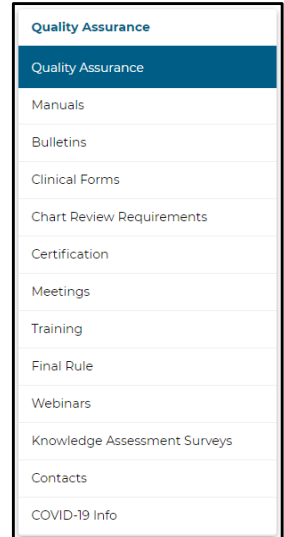 Quality Assurance
Quality Assurance
Manuals
Bulletins
Clinical Forms
Chart Review Requirements
Certification
Meetings
Training
Final Rule
Webinars
Knowledge Assessment Surveys
Contacts
COVID-19 Info